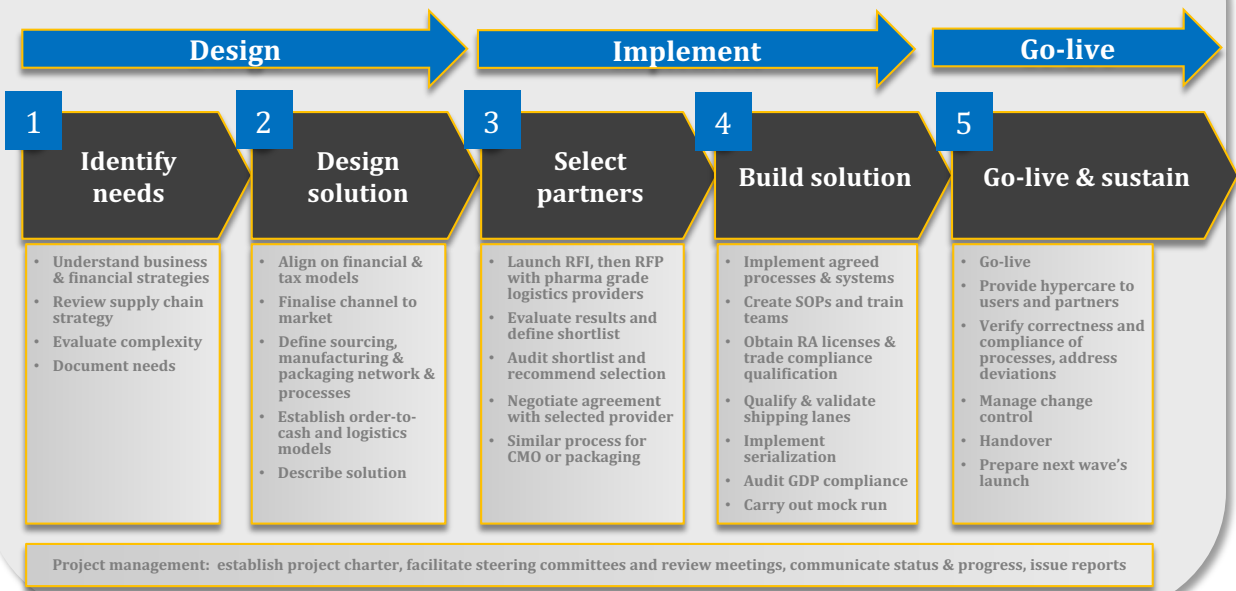 Design
Implement
Go-live
1
Identify
needs
2
Design
solution
3
Select
partners
4
Build solution
5
Go-live & sustain
• Understand business
& financial strategies
• Review supply chain
strategy
• Evaluate complexity
• Document needs
• Align on financial &
tax models
• Finalise channel to
market
• Define sourcing,
manufacturing &
packaging network &
processes
• Establish order-to-
cash and logistics
models
• Describe solution
• Launch RFI, then RFP
with pharma grade
logistics providers
• Evaluate results and
define shortlist
• Audit shortlist and
recommend selection
• Negotiate agreement
with selected provider
• Similar process for
CMO or packaging
• Implement agreed
processes & systems
• Create SOPs and train
teams
• Obtain RA licenses &
trade compliance
qualification
• Qualify & validate
shipping lanes
• Implement
serialization
• Audit GDP compliance
• Carry out mock run
• Go-live
• Provide hypercare to
users and partners
• Verify correctness and
compliance of
processes, address
deviations
• Manage change
control
• Handover
• Prepare next wave's
launch
Project management: establish project charter, facilitate steering committees and review meetings, communicate status & progress, issue reports